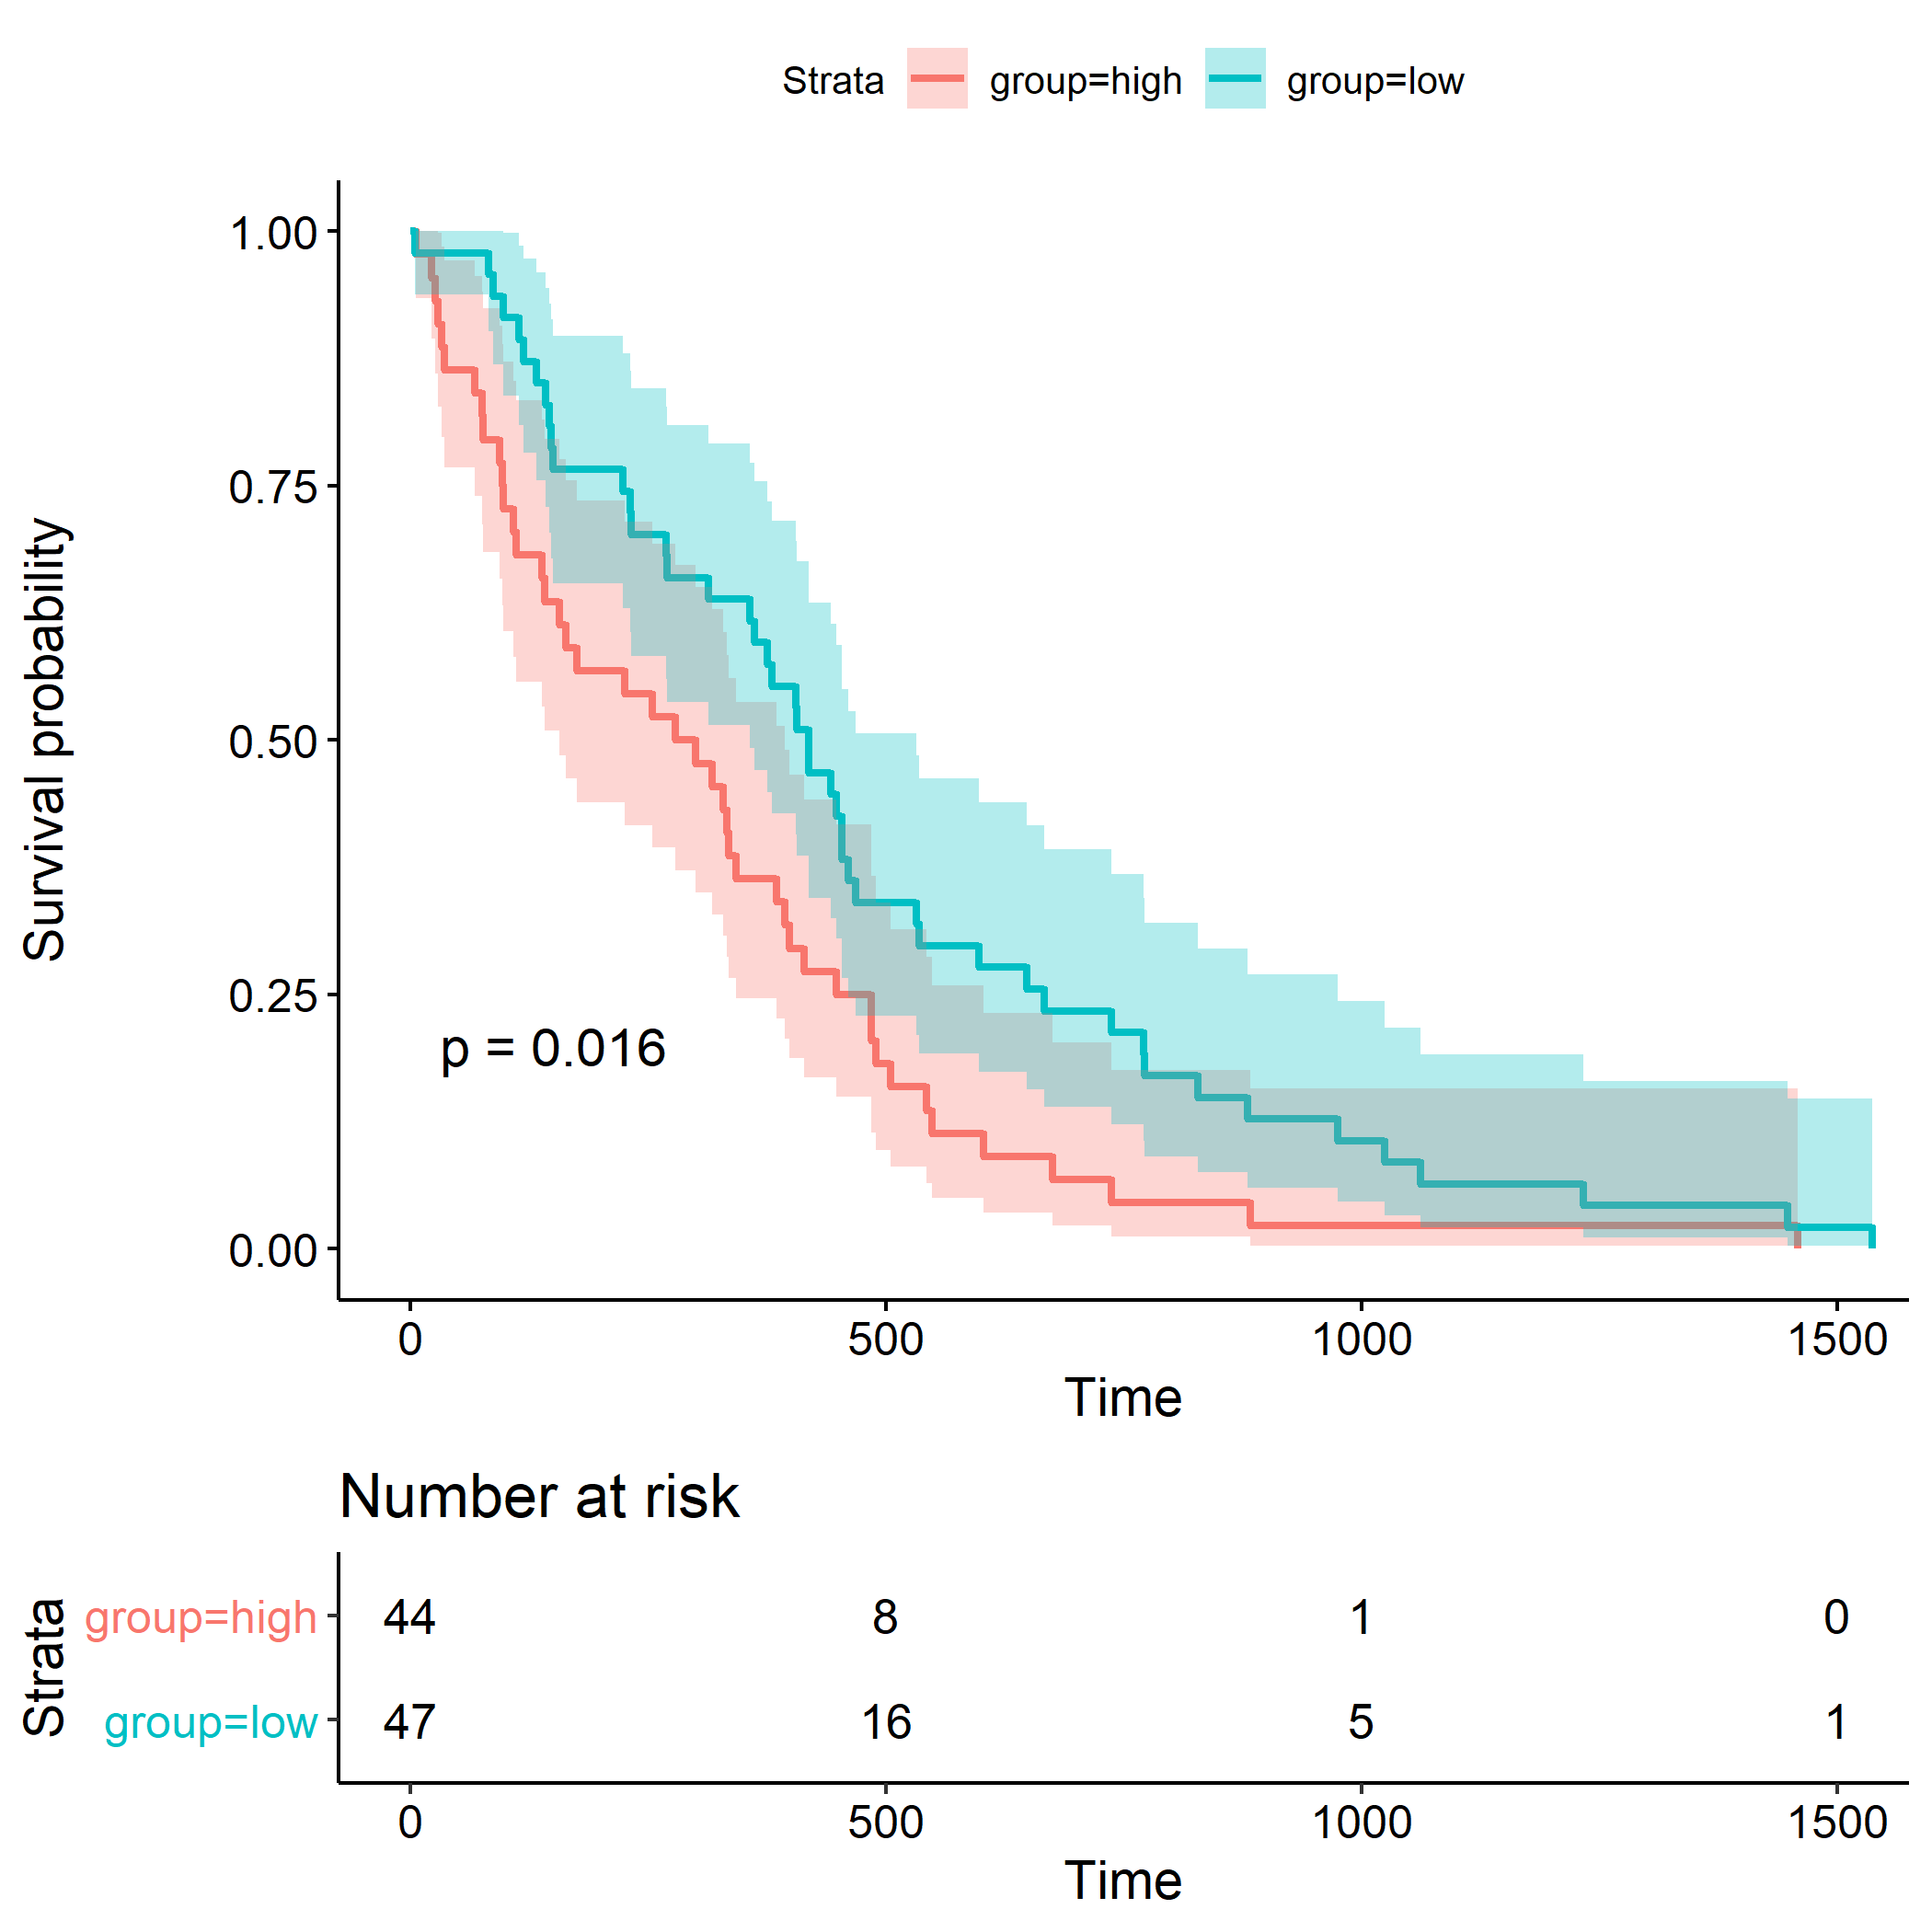 Strata group=high group=low
Survival probability
1.00
0.75
0.50
0.25
0.00
p = 0.016
0 500 1000 1500
Time
Number at risk
Strata
group=high 44 8 1 0
group=low 47 16 5 1
0 500 1000 1500
Time